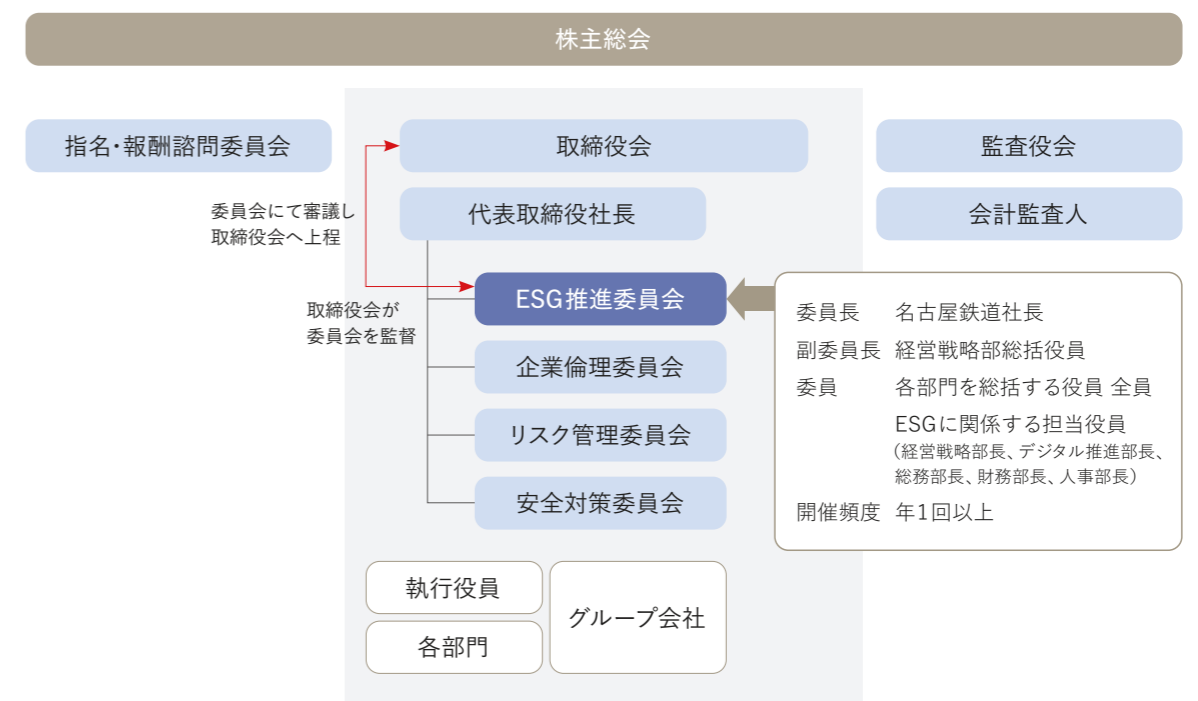 株主総会
指名・報酬諮問委員会
取締役会
監査役会
委員会にて審議し
取締役会へ上程
代表取締役社長
会計監査人
取締役会が
委員会を監督
ESG推進委員会
企業倫理委員会
リスク管理委員会
安全対策委員会
委員長 名古屋鉄道社長
副委員長 経営戦略部総括役員
委員 各部門を総括する役員 全員
ESGに関係する担当役員
（経営戦略部長、デジタル推進部長、
総務部長、財務部長、人事部長）
開催頻度 年1回以上
執行役員
各部門
グループ会社